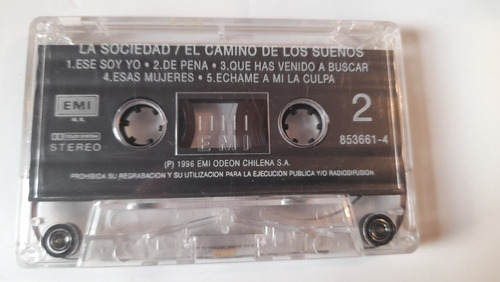 LA SOCIEDAD / EL CAMINO DE LOS SUEÑOS
1.ESE SOY YO • 2.DE PENA • 3.QUE HAS VENIDO A BUSCAR
4.ESAS MUJERES • 5.ECHAME A MI LA CULPA
EMI
STEREO
EMI
2
853661-4
(P) 1996 EMI ODEON CHILENA S.A.
PROHIBIDA SU REGRABACION Y SU UTILIZACION PARA LA EJECUCION PUBLICA Y/O RADIODIFUSION.